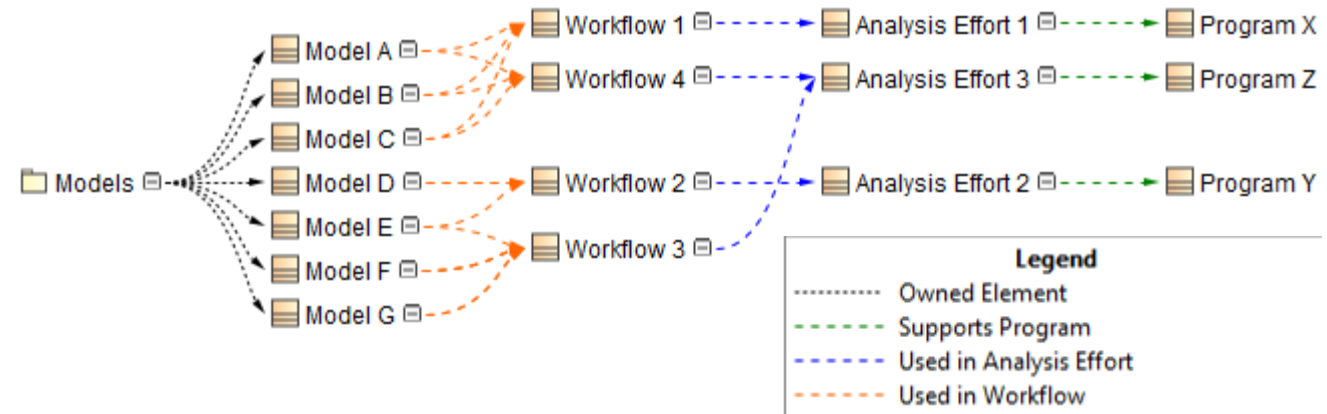 Workflow 1 Analysis Effort 1 Program X
Model A
Workflow 4 Analysis Effort 3 Program Z
Model B
Model C
Models Model D Workflow 2 Analysis Effort 2 Program Y
Model E
Workflow 3
Model F
Model G
Legend
Owned Element
Supports Program
Used in Analysis Effort
Used in Workflow